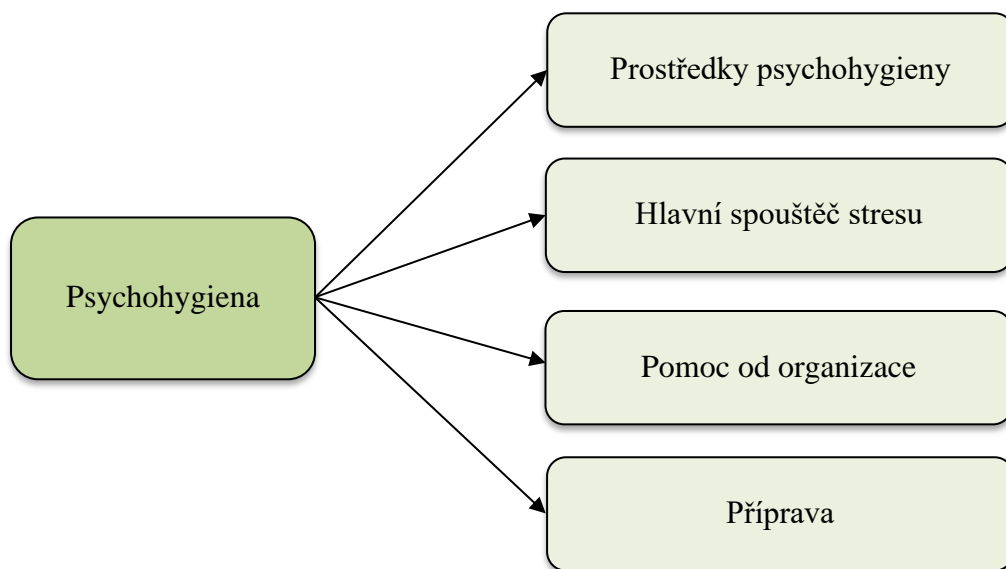 Prostředky psychohygieny
Hlavní spouštěč stresu
Psychohygiena
Pomoc od organizace
Příprava